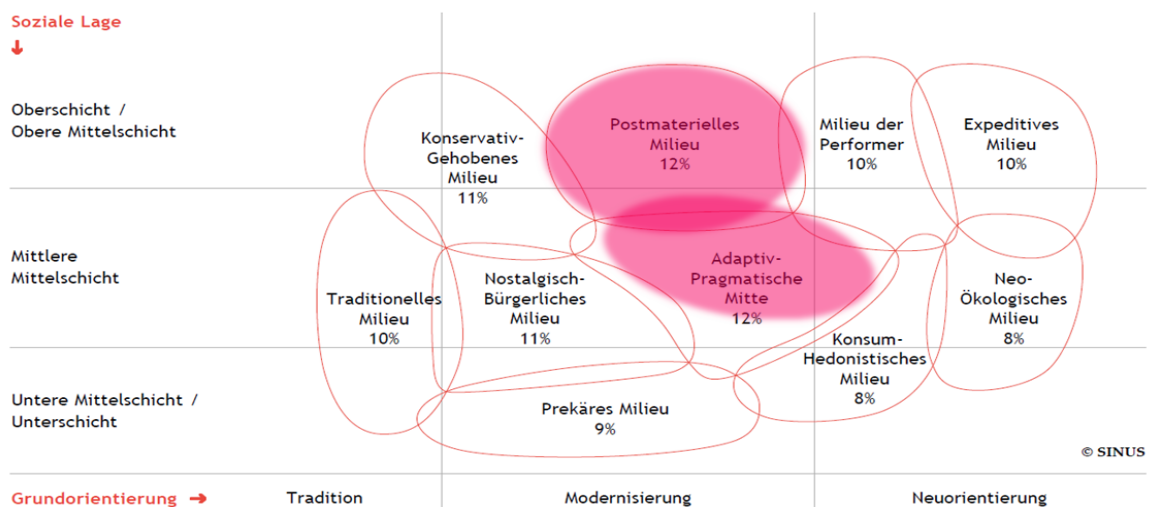 Soziale Lage
↓
Oberschicht /
Obere Mittelschicht
Konservativ-
Gehobenes
Milieu
11%
Postmaterielles
Milieu
12%
Milieu der
Performer
10%
Expeditives
Milieu
10%
Mittlere
Mittelschicht
Traditionelles
Milieu
10%
Nostalgisch-
Bürgerliches
Milieu
11%
Adaptiv-
Pragmatische
Mitte
12%
Konsum-
Hedonistisches
Milieu
8%
Neo-
Ökologisches
Milieu
8%
Untere Mittelschicht /
Unterschicht
Prekäres Milieu
9%
© SINUS
Grundorientierung →
Tradition
Modernisierung
Neuorientierung